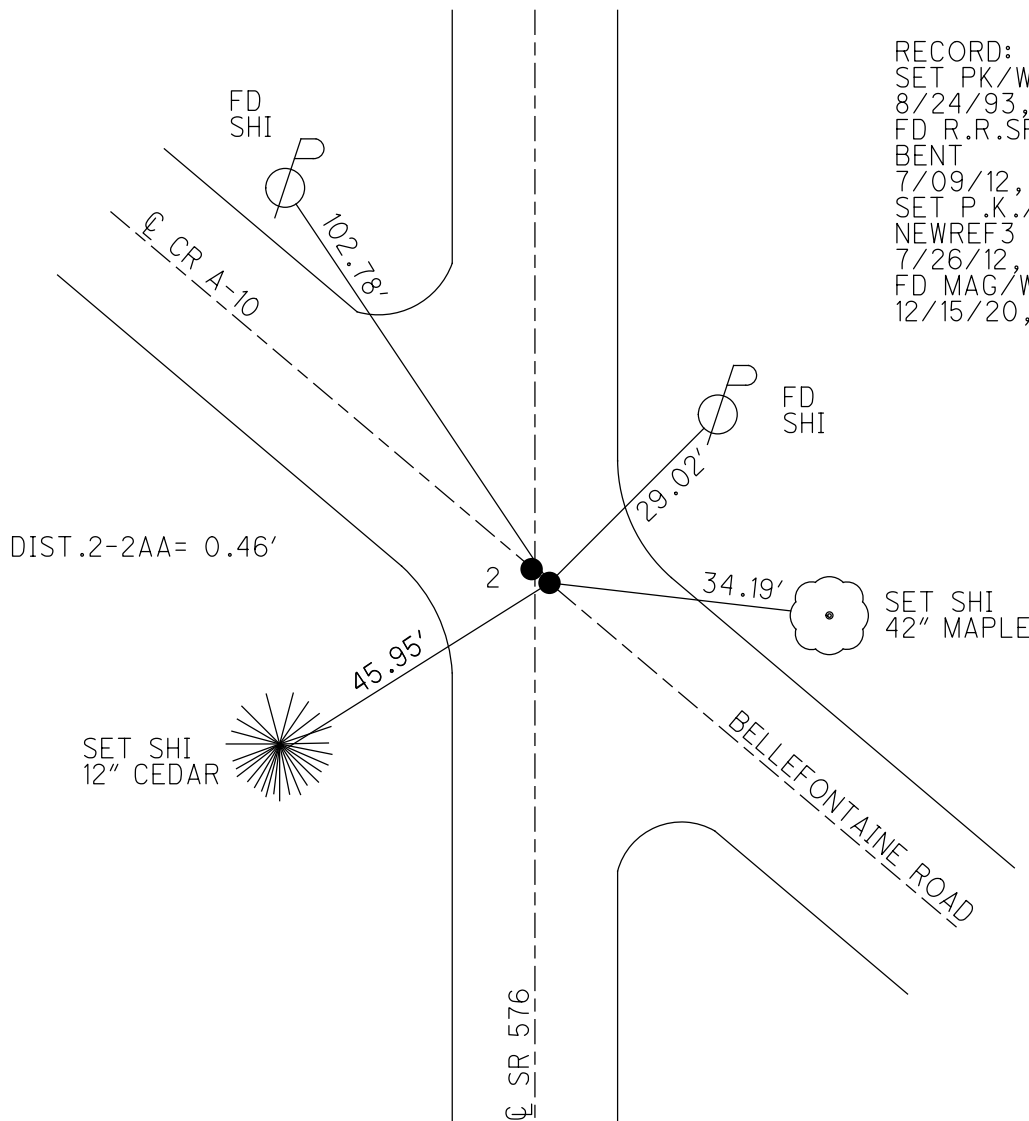 RECORD:
SET PK/W
8/24/93,
FD R.R.SP
BENT
7/09/12,
SET P.K./
NEWREF3
7/26/12,
FD MAG/W
12/15/20,
FD
SHI
102.78'
℄ CR A-10
FD
SHI
29.02'
DIST.2-2AA= 0.46'
2
34.19'
SET SHI
42" MAPLE
45.95'
SET SHI
12" CEDAR
BELLEFONTAINE ROAD
℄ SR 576